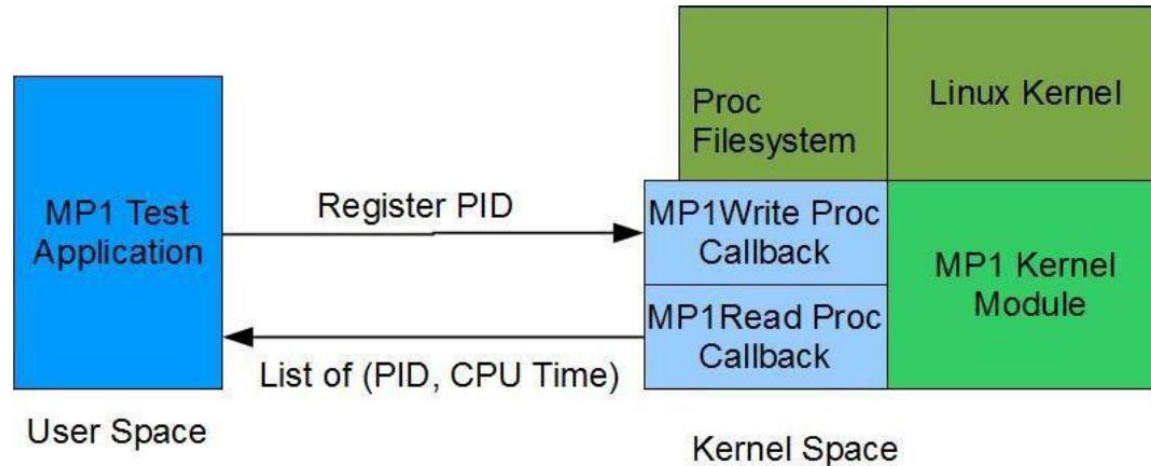 Proc
Filesystem
Linux Kernel
MP1 Test
Application
Register PID
MP1Write Proc
Callback
MP1 Kernel
Module
MP1Read Proc
Callback
List of (PID, CPU Time)
User Space
Kernel Space